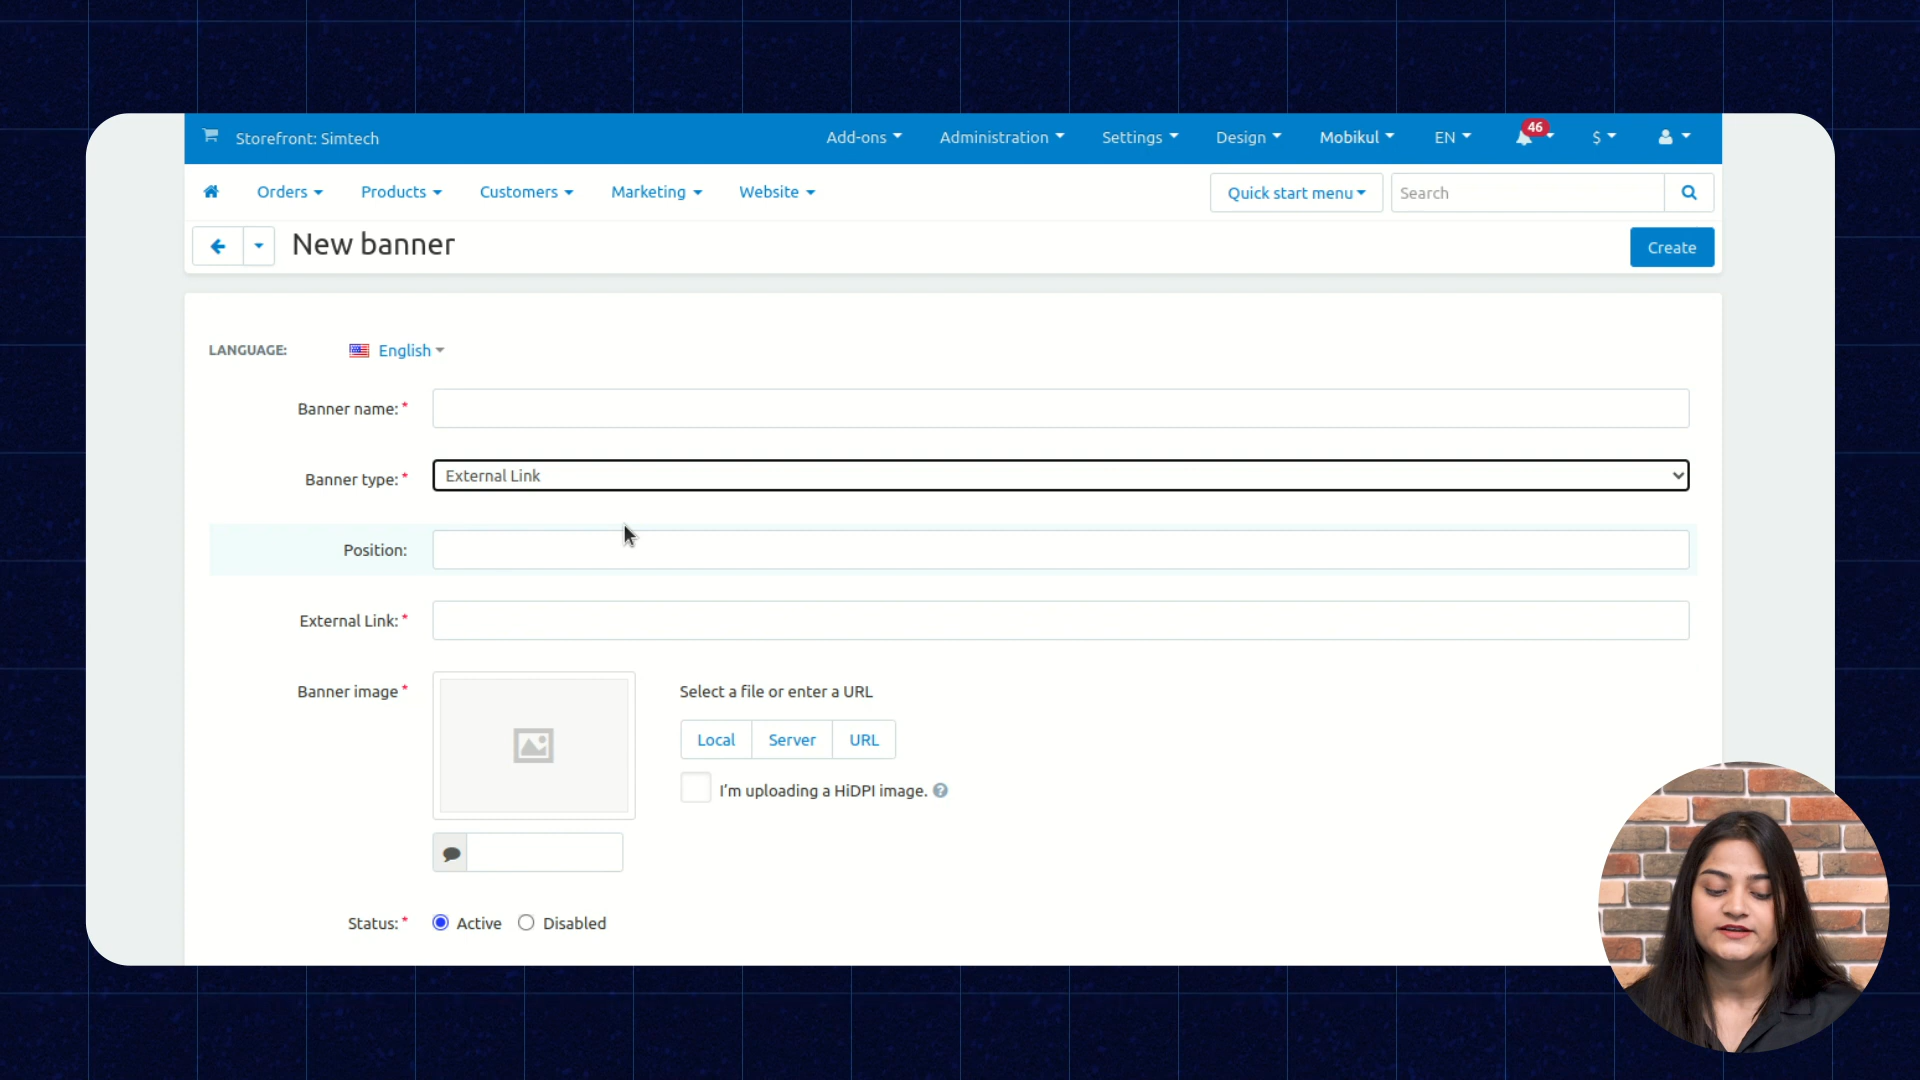 Storefront: Simtech Add-ons Administration Settings Design Mobikul EN 46 $
Orders Products Customers Marketing Website Quick start menu Search
New banner Create
LANGUAGE: English
Banner name: *
Banner type: * External Link
Position:
External Link: *
Banner image * Select a file or enter a URL
Local Server URL
I'm uploading a HiDPI image. ?
Status: * Active Disabled